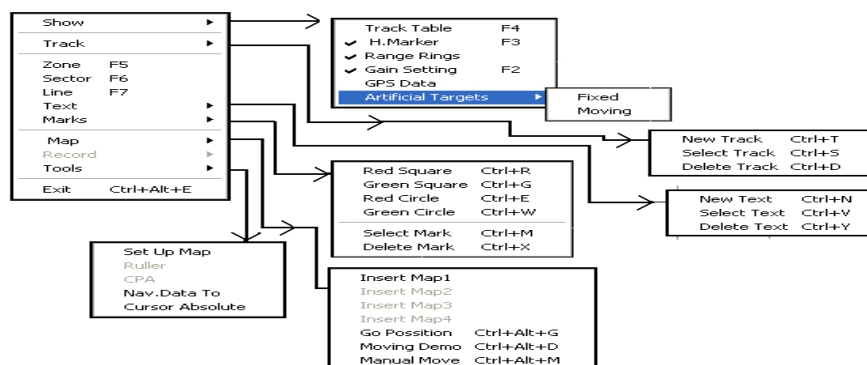 Show
Track
Zone F5
Sector F6
Line F7
Text
Marks
Map
Record
Tools
Exit Ctrl+Alt+E
Track Table F4
H.Marker F3
Range Rings
Gain Setting F2
GPS Data
Artificial Targets
Fixed
Moving
New Track Ctrl+T
Select Track Ctrl+S
Delete Track Ctrl+D
Red Square Ctrl+R
Green Square Ctrl+G
Red Circle Ctrl+E
Green Circle Ctrl+W
Select Mark Ctrl+M
Delete Mark Ctrl+X
New Text Ctrl+N
Select Text Ctrl+V
Delete Text Ctrl+Y
Set Up Map
Ruller
CPA
Nav.Data To
Cursor Absolute
Insert Map1
Insert Map2
Insert Map3
Insert Map4
Go Possition Ctrl+Alt+G
Moving Demo Ctrl+Alt+D
Manual Move Ctrl+Alt+M